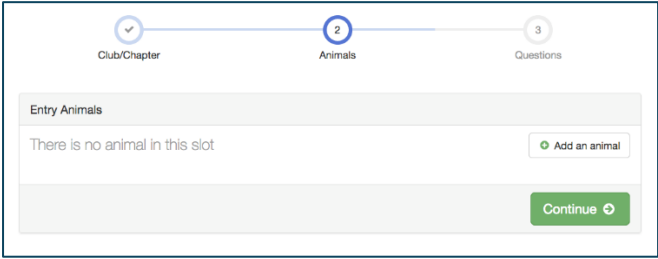 2
3
Club/Chapter
Animals
Questions
Entry Animals
There is no animal in this slot
Add an animal
Continue